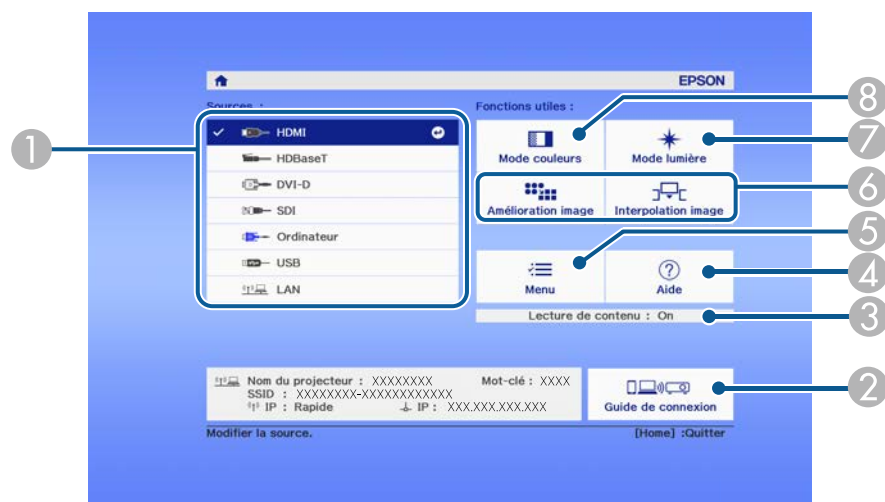 EPSON
Sources :
Fonctions utiles :
HDMI
HDBaseT
DVI-D
SDI
Ordinateur
USB
LAN
Mode couleurs
Mode lumière
Amélioration image
Interpolation image
Menu
Aide
Lecture de contenu : On
Nom du projecteur : XXXXXXXX Mot-clé : XXXX
SSID : XXXXXXXX-XXXXXXXXXXXX
IP : Rapide IP : XXX.XXX.XXX.XXX
Guide de connexion
Modifier la source.
[Home] :Quitter
1
8
7
6
5
4
3
2